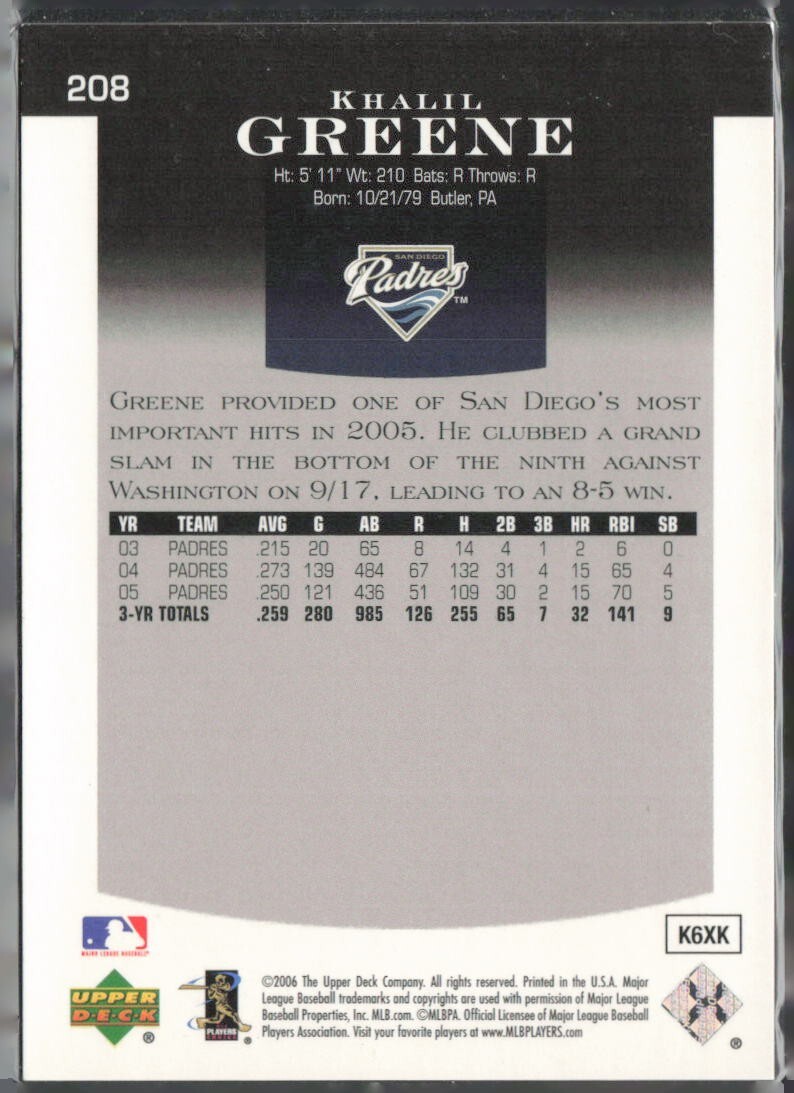 208
KHALIL
GREENE
Ht: 5' 11" Wt: 210 Bats: R Throws: R
Born: 10/21/79 Butler, PA
SAN DIEGO
Padres
TM
GREENE PROVIDED ONE OF SAN DIEGO'S MOST
IMPORTANT HITS IN 2005. HE CLUBBED A GRAND
SLAM IN THE BOTTOM OF THE NINTH AGAINST
WASHINGTON ON 9/17, LEADING TO AN 8-5 WIN.
YR TEAM AVG G AB R H 2B 3B HR RBI SB
03 PADRES .215 20 65 8 14 4 1 2 6 0
04 PADRES .273 139 484 67 132 31 4 15 65 4
05 PADRES .250 121 436 51 109 30 2 15 70 5
3-YR TOTALS .259 280 985 126 255 65 7 32 141 9
MAJOR LEAGUE BASEBALL
K6XK
UPPER
D·E·C·K
®
PLAYERS
CHOICE
®
©2006 The Upper Deck Company. All rights reserved. Printed in the U.S.A. Major
League Baseball trademarks and copyrights are used with permission of Major League
Baseball Properties, Inc. MLB.com. ©MLBPA. Official Licensee of Major League Baseball
Players Association. Visit your favorite players at www.MLBPLAYERS.com
®